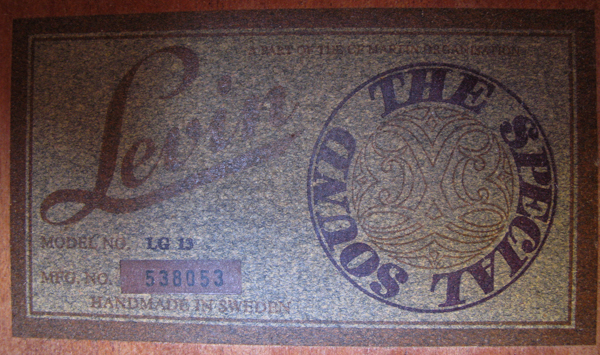 A PART OF THE CF MARTIN ORGANISATION
Levin
THE SPECIAL SOUND
MODEL NO. LG 13
MFG. NO. 538053
HANDMADE IN SWEDEN